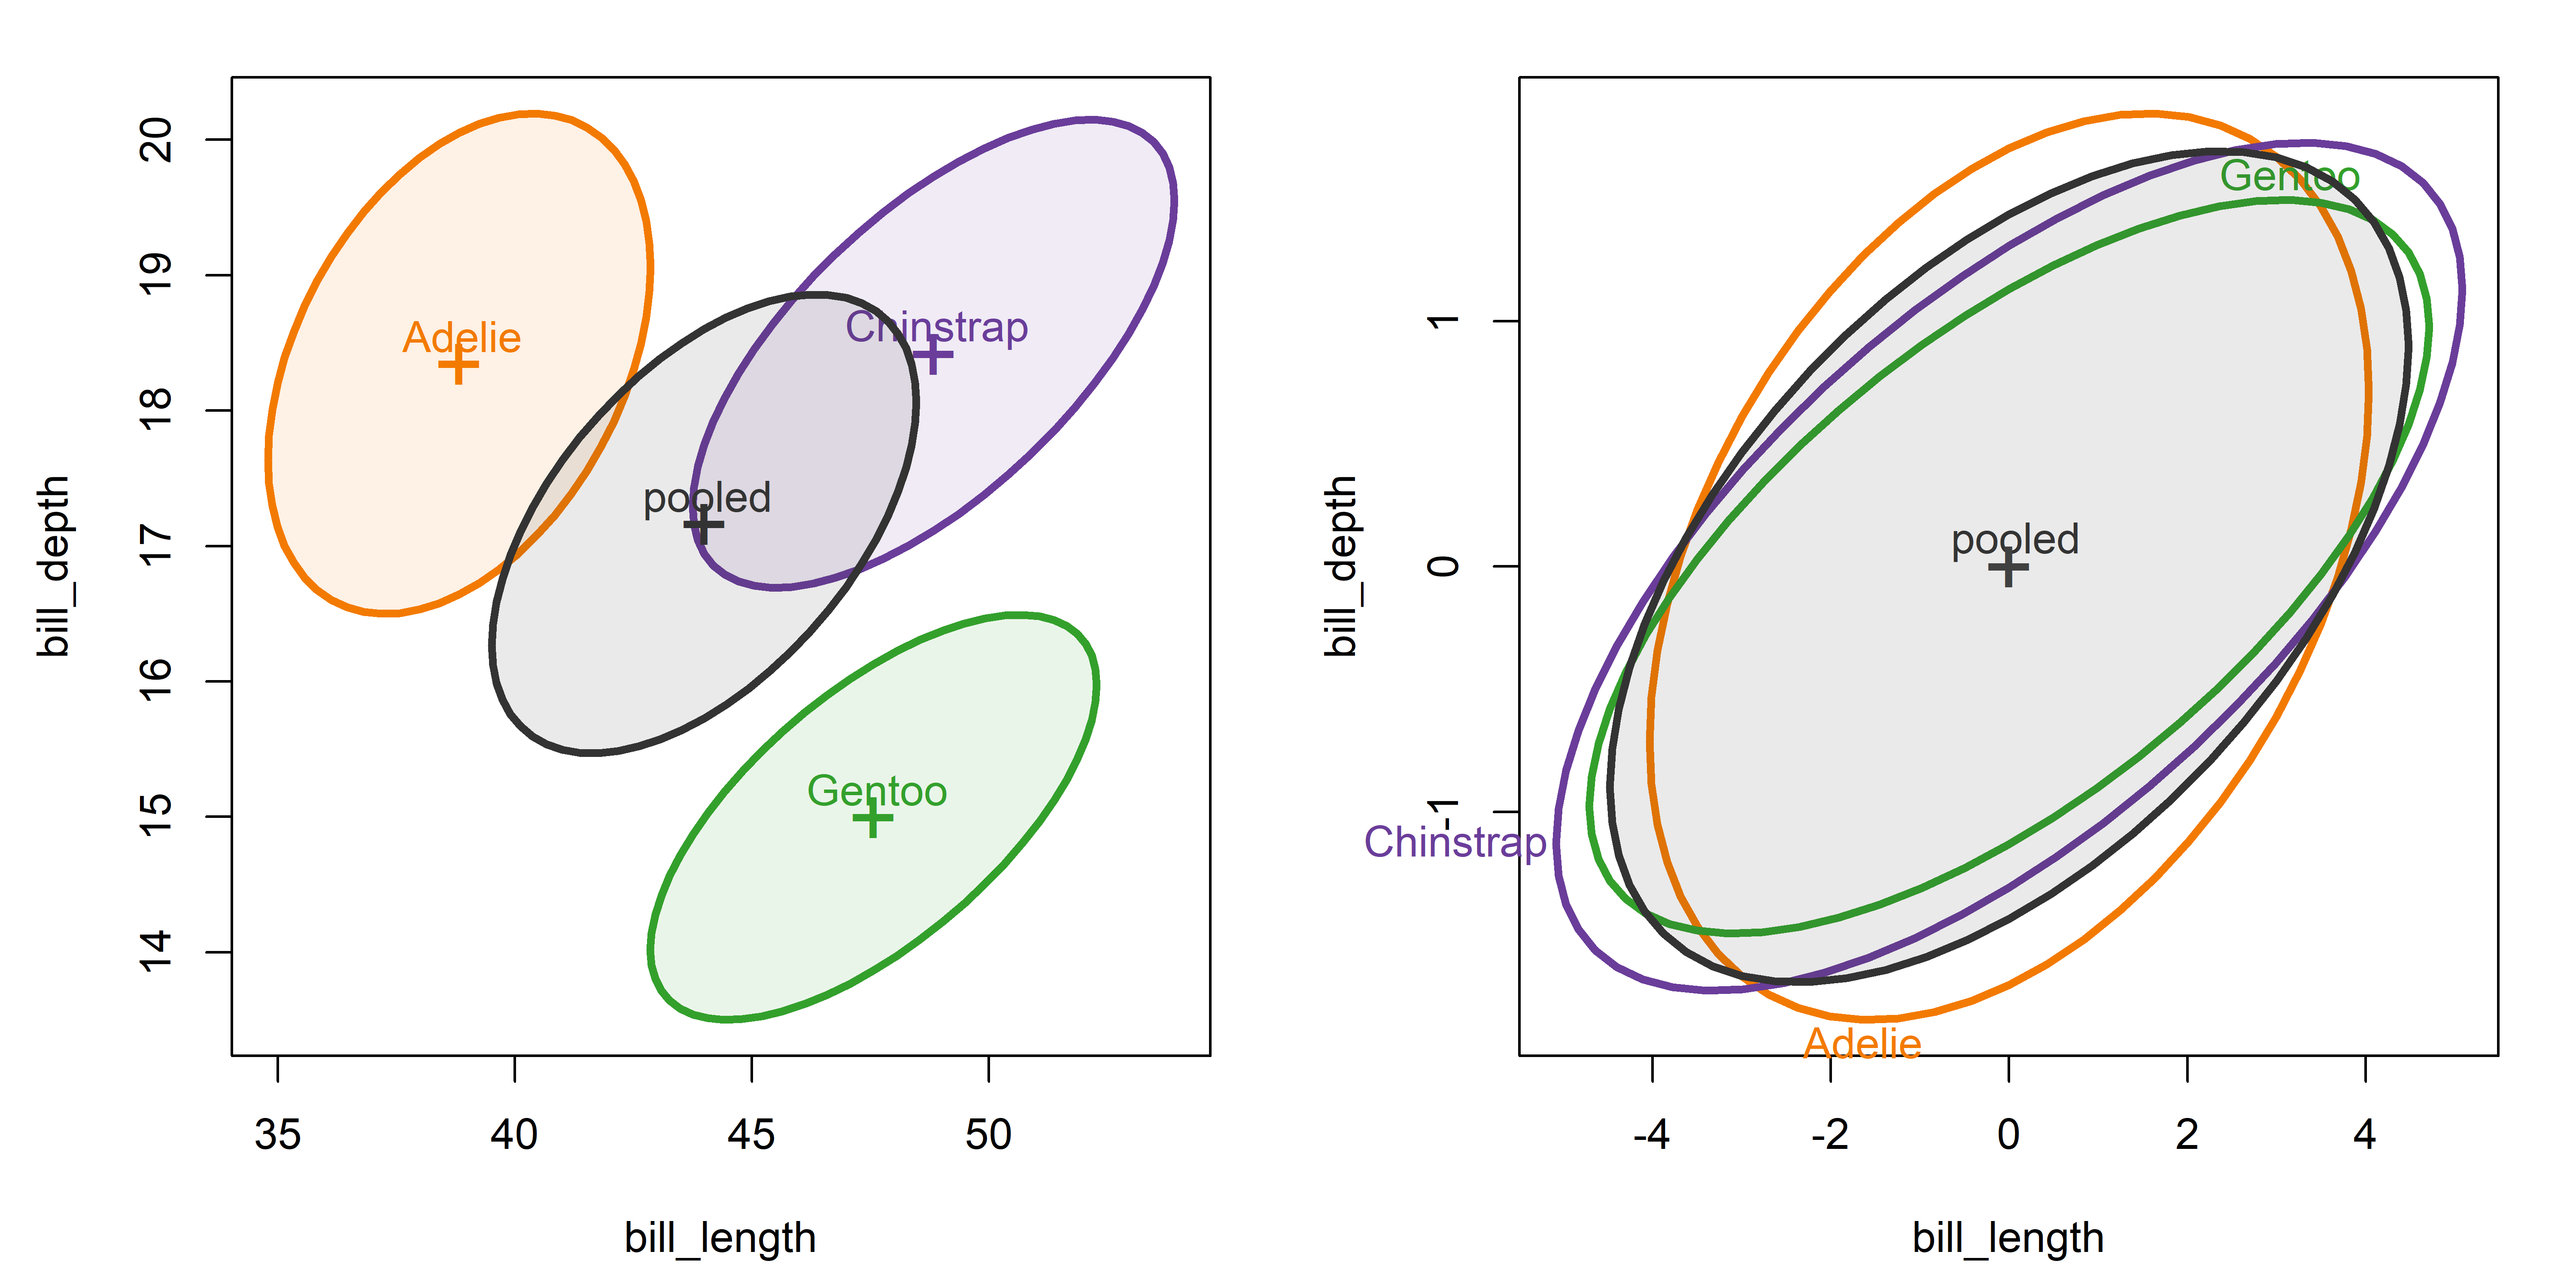 20
19
18
17
16
15
14
bill_depth
Adelie
Chinstrap
pooled
Gentoo
35 40 45 50
bill_length
1
0
-1
bill_depth
Gentoo
pooled
Chinstrap
Adelie
-4 -2 0 2 4
bill_length